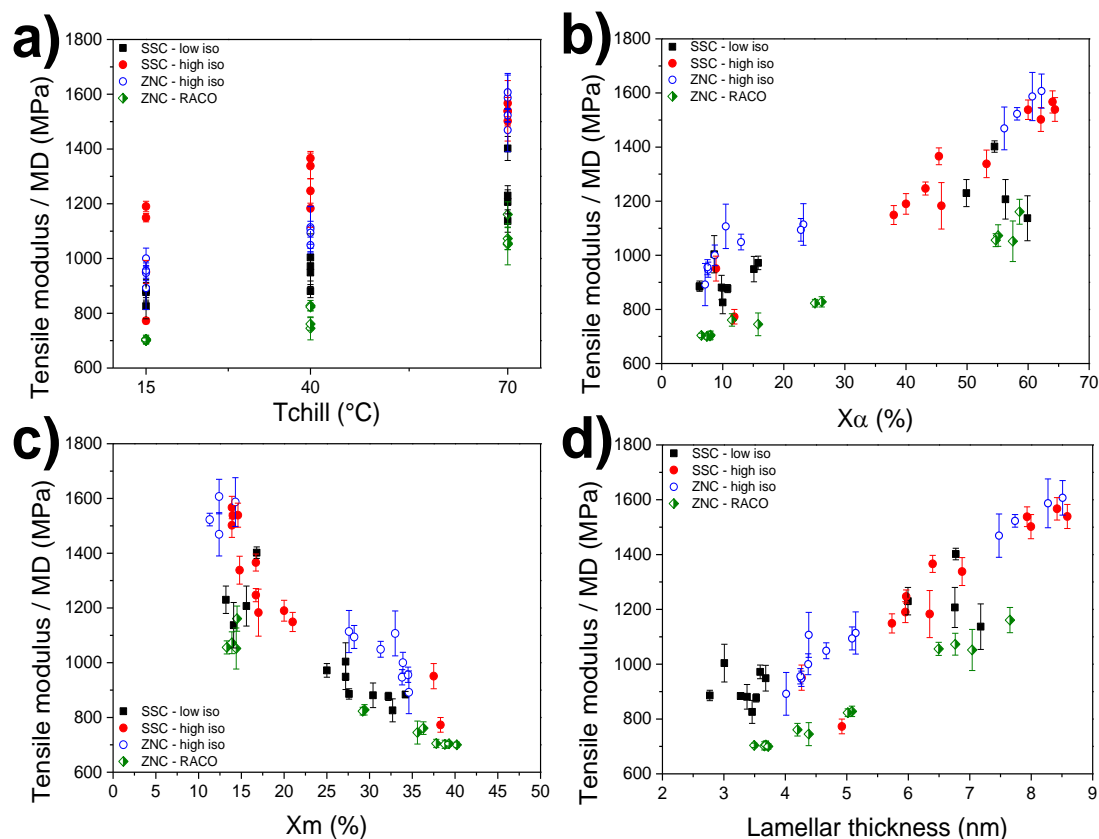 a)
Tensile modulus / MD (MPa)
1800
1600
1400
1200
1000
800
600
SSC - low iso
SSC - high iso
ZNC - high iso
ZNC - RACO
15
40
70
Tchill (°C)
b)
Tensile modulus / MD (MPa)
1800
1600
1400
1200
1000
800
600
SSC - low iso
SSC - high iso
ZNC - high iso
ZNC - RACO
0
10
20
30
40
50
60
70
Xα (%)
c)
Tensile modulus / MD (MPa)
1800
1600
1400
1200
1000
800
600
SSC - low iso
SSC - high iso
ZNC - high iso
ZNC - RACO
0
5
10
15
20
25
30
35
40
45
50
Xm (%)
d)
Tensile modulus / MD (MPa)
1800
1600
1400
1200
1000
800
600
SSC - low iso
SSC - high iso
ZNC - high iso
ZNC - RACO
2
3
4
5
6
7
8
9
Lamellar thickness (nm)